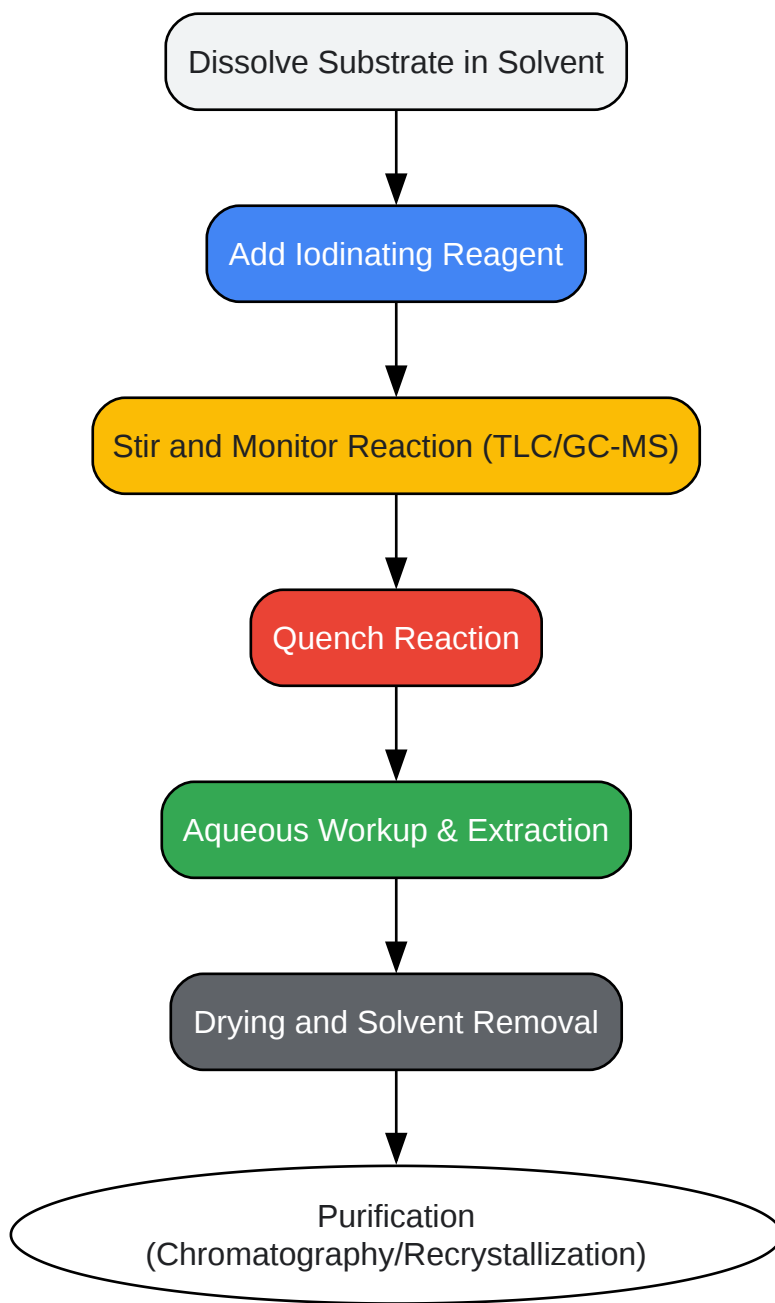 Dissolve Substrate in Solvent
Add Iodinating Reagent
Stir and Monitor Reaction (TLC/GC-MS)
Quench Reaction
Aqueous Workup & Extraction
Drying and Solvent Removal
Purification
(Chromatography/Recrystallization)